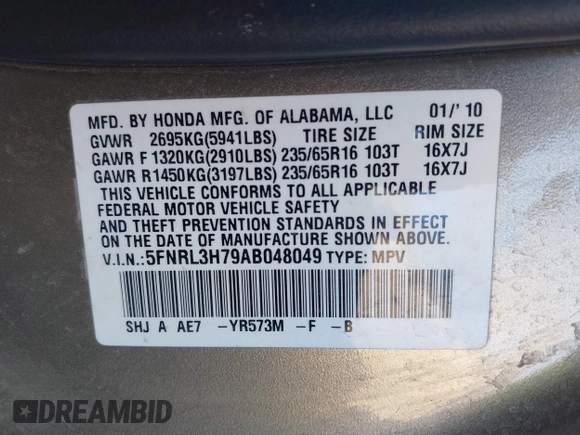 MFD. BY HONDA MFG. OF ALABAMA, LLC 01/' 10
GVWR 2695KG(5941LBS) TIRE SIZE RIM SIZE
GAWR F 1320KG(2910LBS) 235/65R16 103T 16X7J
GAWR R 1450KG(3197LBS) 235/65R16 103T 16X7J
THIS VEHICLE CONFORMS TO ALL APPLICABLE
FEDERAL MOTOR VEHICLE SAFETY
AND THEFT PREVENTION STANDARDS IN EFFECT
ON THE DATE OF MANUFACTURE SHOWN ABOVE.
V.I.N.: 5FNRL3H79AB048049 TYPE: MPV
SHJ A AE7 -YR573M -F -B
DREAMBID